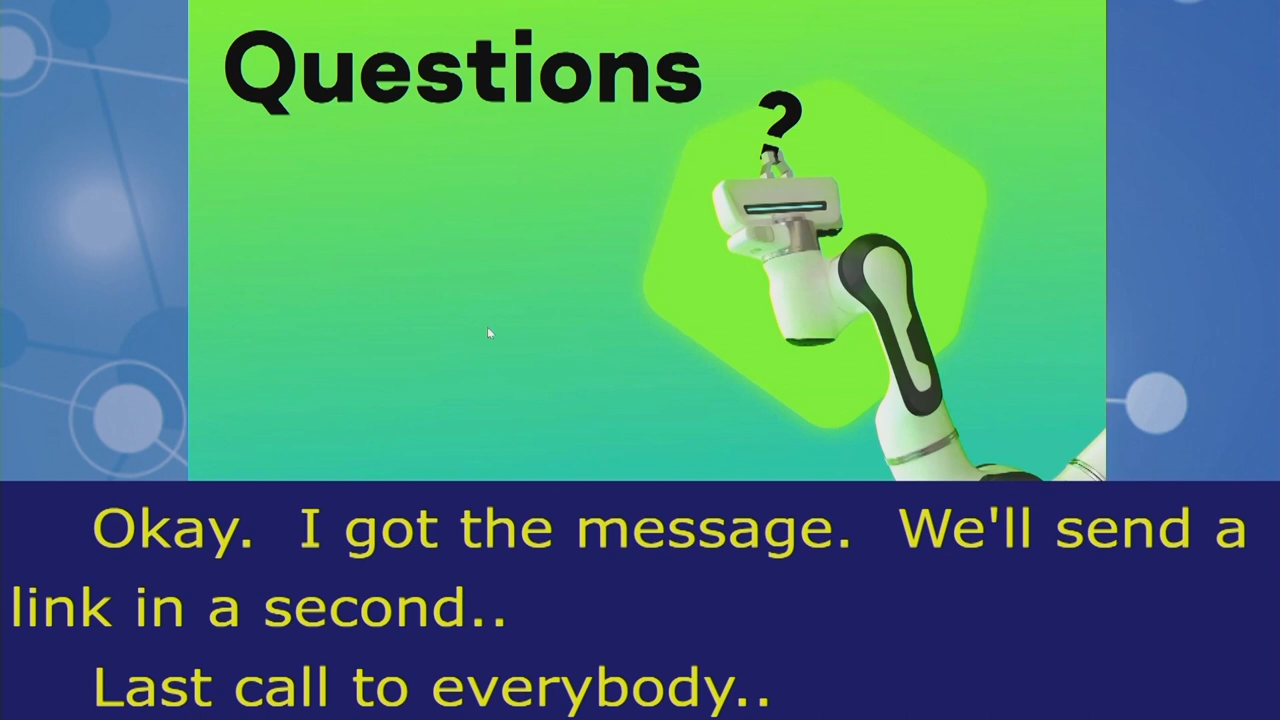 Questions
?
Okay. I got the message. We'll send a
link in a second..
Last call to everybody..